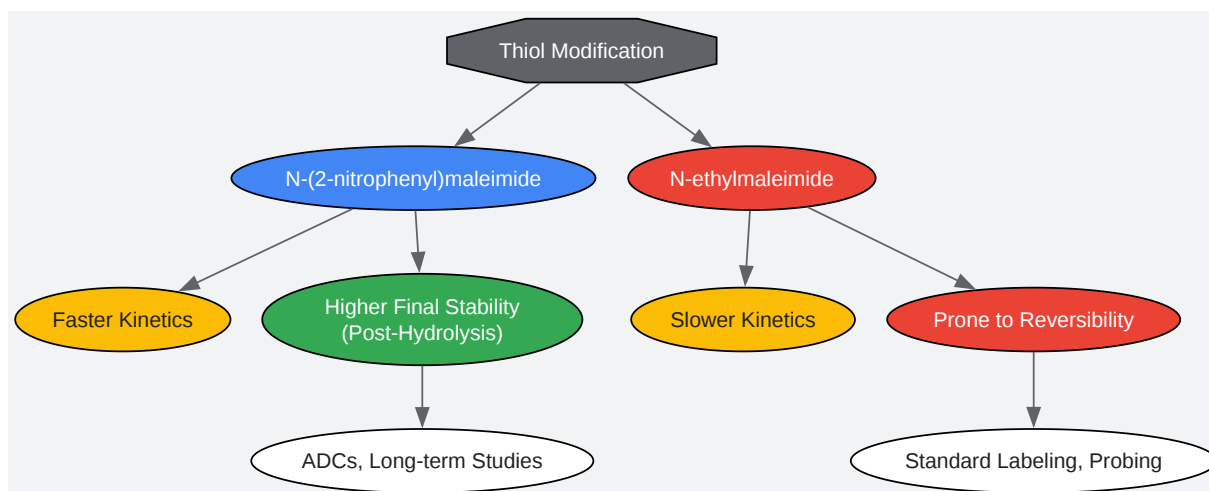 Thiol Modification
N-(2-nitrophenyl)maleimide
N-ethylmaleimide
Faster Kinetics
Higher Final Stability
(Post-Hydrolysis)
Slower Kinetics
Prone to Reversibility
ADCs, Long-term Studies
Standard Labeling, Probing